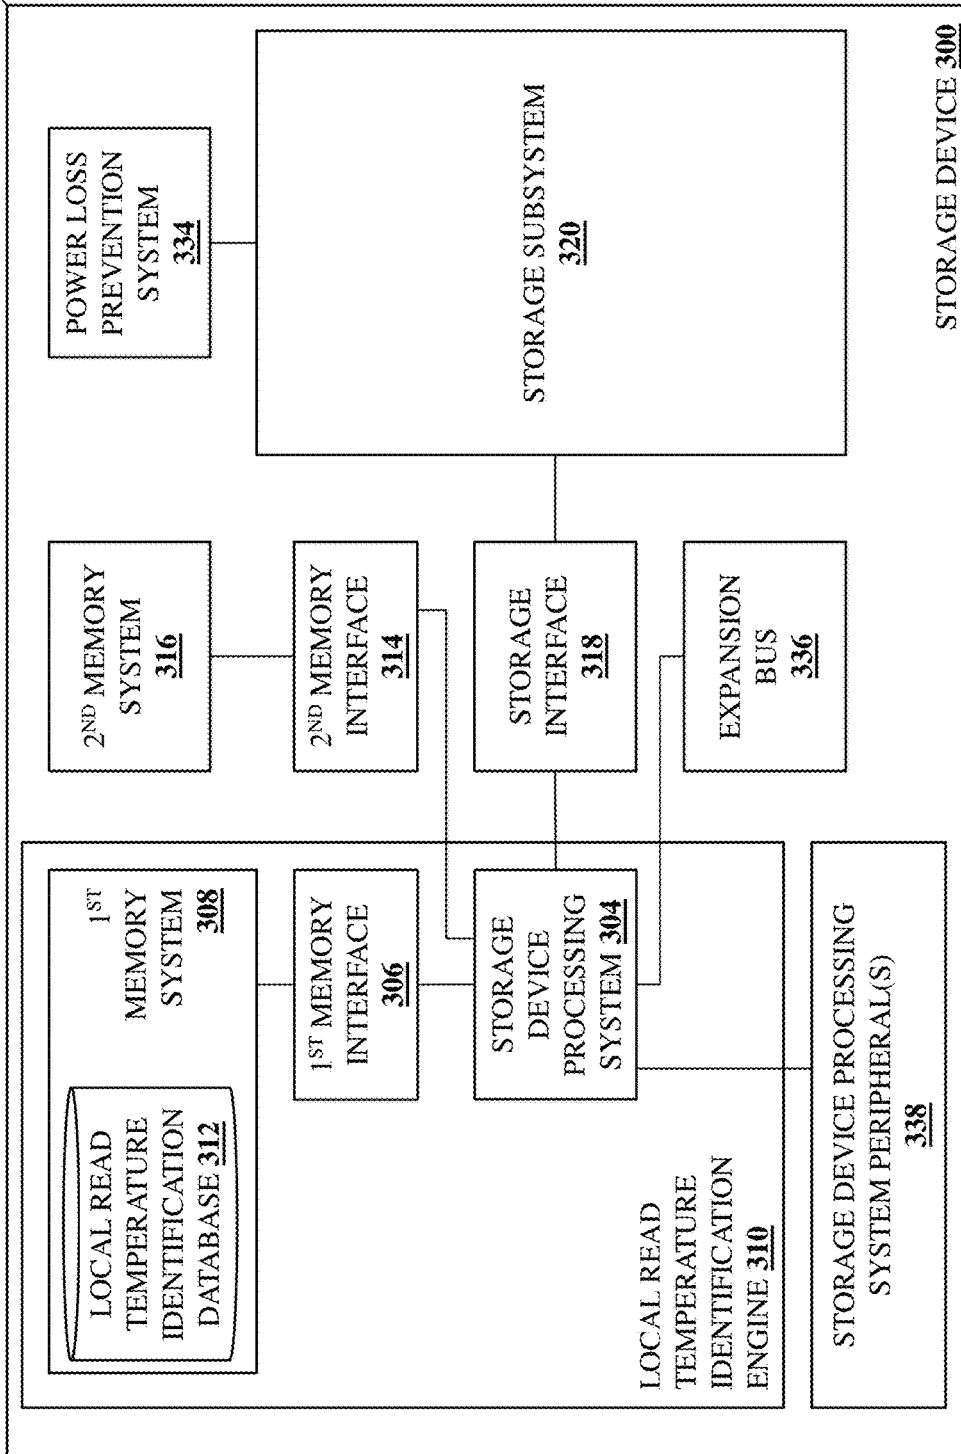 LOCAL READ
TEMPERATURE
IDENTIFICATION
DATABASE 312
1ST
MEMORY
SYSTEM
308
1ST MEMORY
INTERFACE
306
STORAGE
DEVICE
PROCESSING
SYSTEM 304
LOCAL READ
TEMPERATURE
IDENTIFICATION
ENGINE 310
STORAGE DEVICE PROCESSING
SYSTEM PERIPHERAL(S)
338
2ND MEMORY
SYSTEM
316
2ND MEMORY
INTERFACE
314
STORAGE
INTERFACE
318
EXPANSION
BUS
336
POWER LOSS
PREVENTION
SYSTEM
334
STORAGE SUBSYSTEM
320
STORAGE DEVICE 300